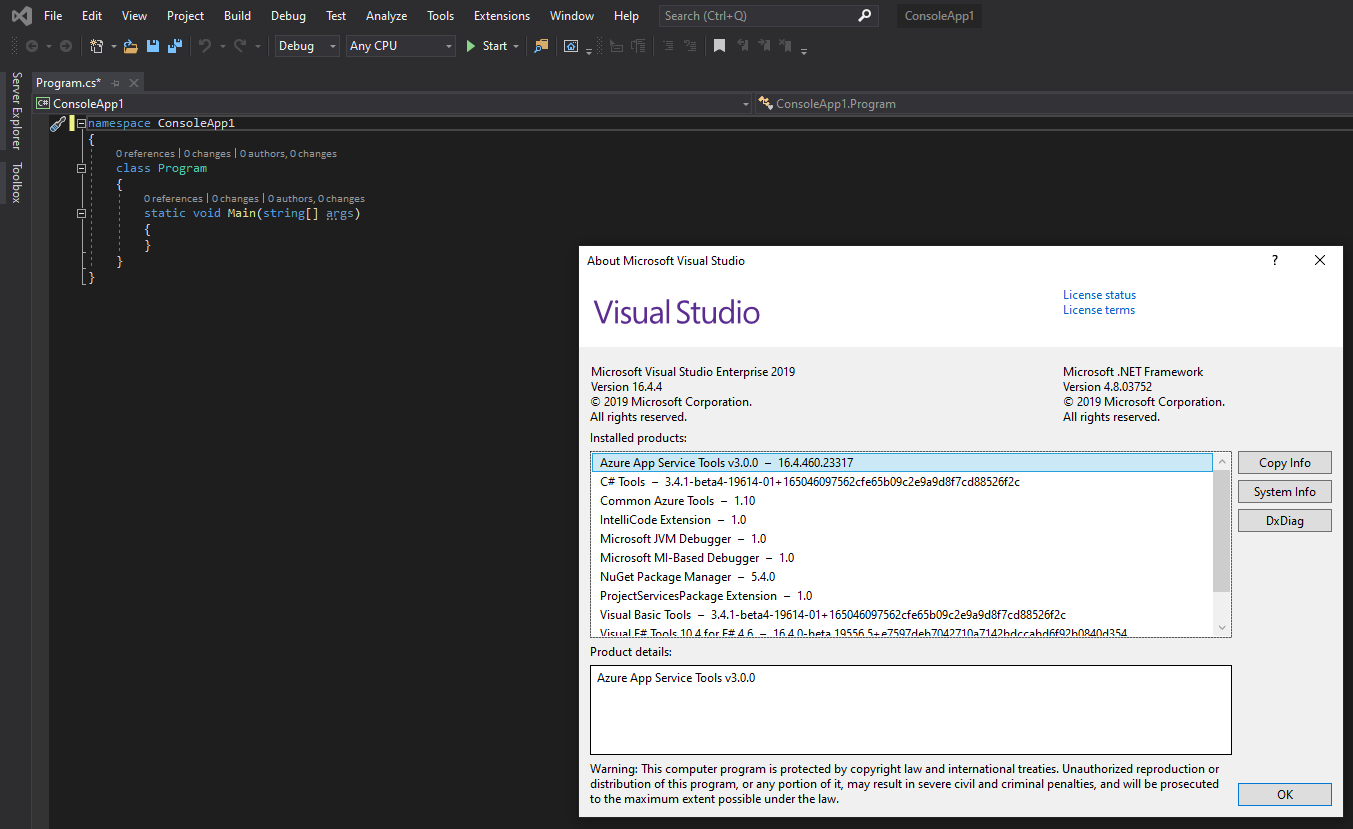 File Edit View Project Build Debug Test Analyze Tools Extensions Window Help Search (Ctrl+Q) ConsoleApp1
Debug Any CPU Start
Server Explorer
Toolbox
Program.cs*
C# ConsoleApp1 ConsoleApp1.Program
namespace ConsoleApp1
{
0 references | 0 changes | 0 authors, 0 changes
class Program
{
0 references | 0 changes | 0 authors, 0 changes
static void Main(string[] args)
{
}
}
}
About Microsoft Visual Studio ?
Visual Studio
License status
License terms
Microsoft Visual Studio Enterprise 2019
Version 16.4.4
© 2019 Microsoft Corporation.
All rights reserved.
Microsoft .NET Framework
Version 4.8.03752
© 2019 Microsoft Corporation.
All rights reserved.
Installed products:
Azure App Service Tools v3.0.0 – 16.4.460.23317
C# Tools – 3.4.1-beta4-19614-01+165046097562cfe65b09c2e9a9d8f7cd88526f2c
Common Azure Tools – 1.10
IntelliCode Extension – 1.0
Microsoft JVM Debugger – 1.0
Microsoft MI-Based Debugger – 1.0
NuGet Package Manager – 5.4.0
ProjectServicesPackage Extension – 1.0
Visual Basic Tools – 3.4.1-beta4-19614-01+165046097562cfe65b09c2e9a9d8f7cd88526f2c
Visual F# Tools 10.4 for F# 4.6 – 16.4.0-beta.19556.5+e7597deb7042710a7142bdccabd6f92b0840d354
Copy Info
System Info
DxDiag
Product details:
Azure App Service Tools v3.0.0
Warning: This computer program is protected by copyright law and international treaties. Unauthorized reproduction or
distribution of this program, or any portion of it, may result in severe civil and criminal penalties, and will be prosecuted
to the maximum extent possible under the law.
OK